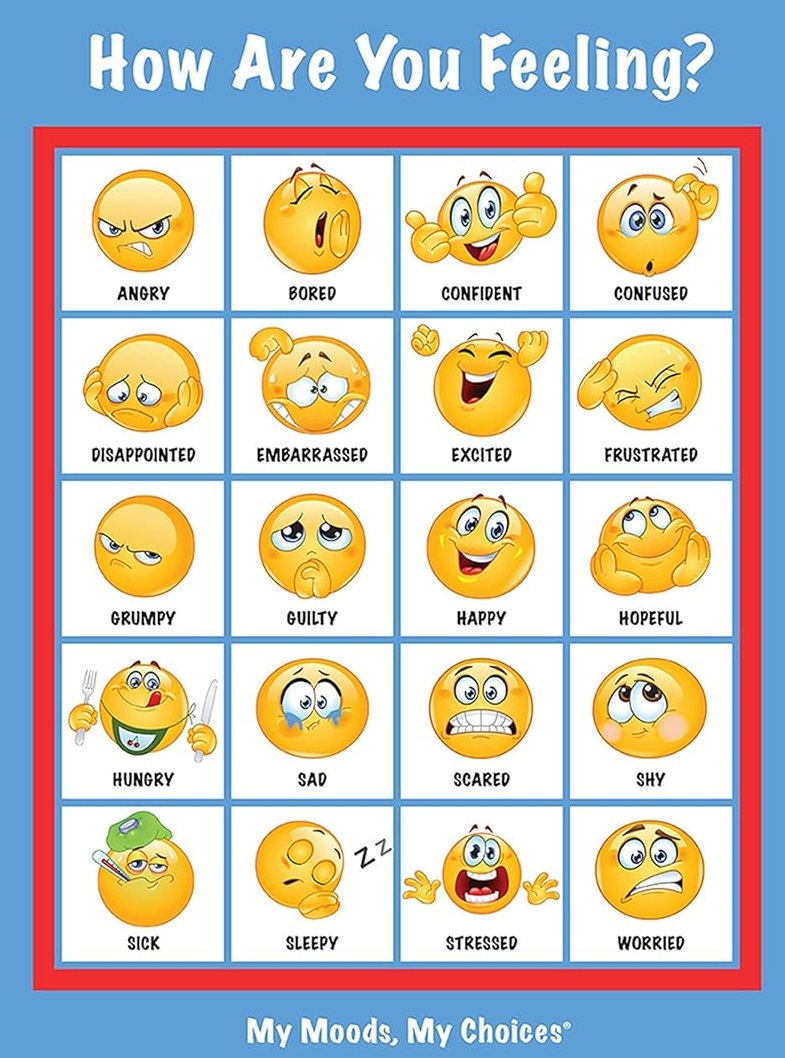 How Are You Feeling?
ANGRY BORED CONFIDENT CONFUSED
DISAPPOINTED EMBARRASSED EXCITED FRUSTRATED
GRUMPY GUILTY HAPPY HOPEFUL
HUNGRY SAD SCARED SHY
ZZ
SICK SLEEPY STRESSED WORRIED
My Moods, My Choices®